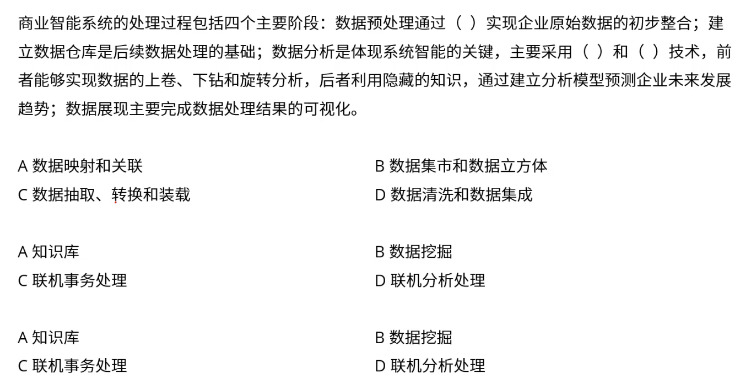 商业智能系统的处理过程包括四个主要阶段：数据预处理通过（ ）实现企业原始数据的初步整合；建
立数据仓库是后续数据处理的基础；数据分析是体现系统智能的关键，主要采用（ ）和（ ）技术，前
者能够实现数据的上卷、下钻和旋转分析，后者利用隐藏的知识，通过建立分析模型预测企业未来发展
趋势；数据展现主要完成数据处理结果的可视化。
A 数据映射和关联 B 数据集市和数据立方体
C 数据抽取、转换和装载 D 数据清洗和数据集成
A 知识库 B 数据挖掘
C 联机事务处理 D 联机分析处理
A 知识库 B 数据挖掘
C 联机事务处理 D 联机分析处理